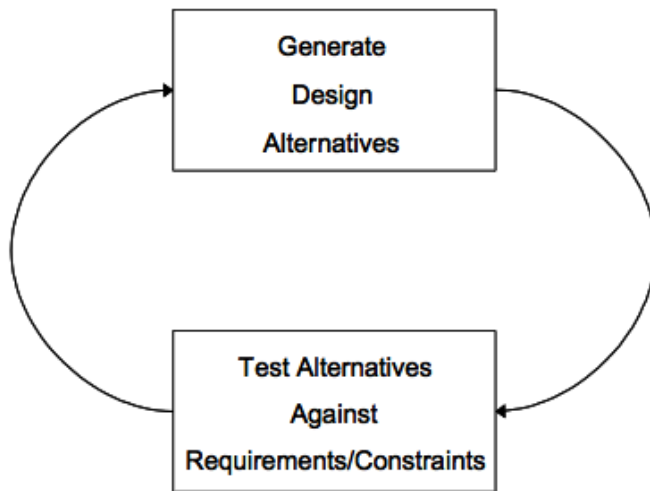 Generate
Design
Alternatives
Test Alternatives
Against
Requirements/Constraints